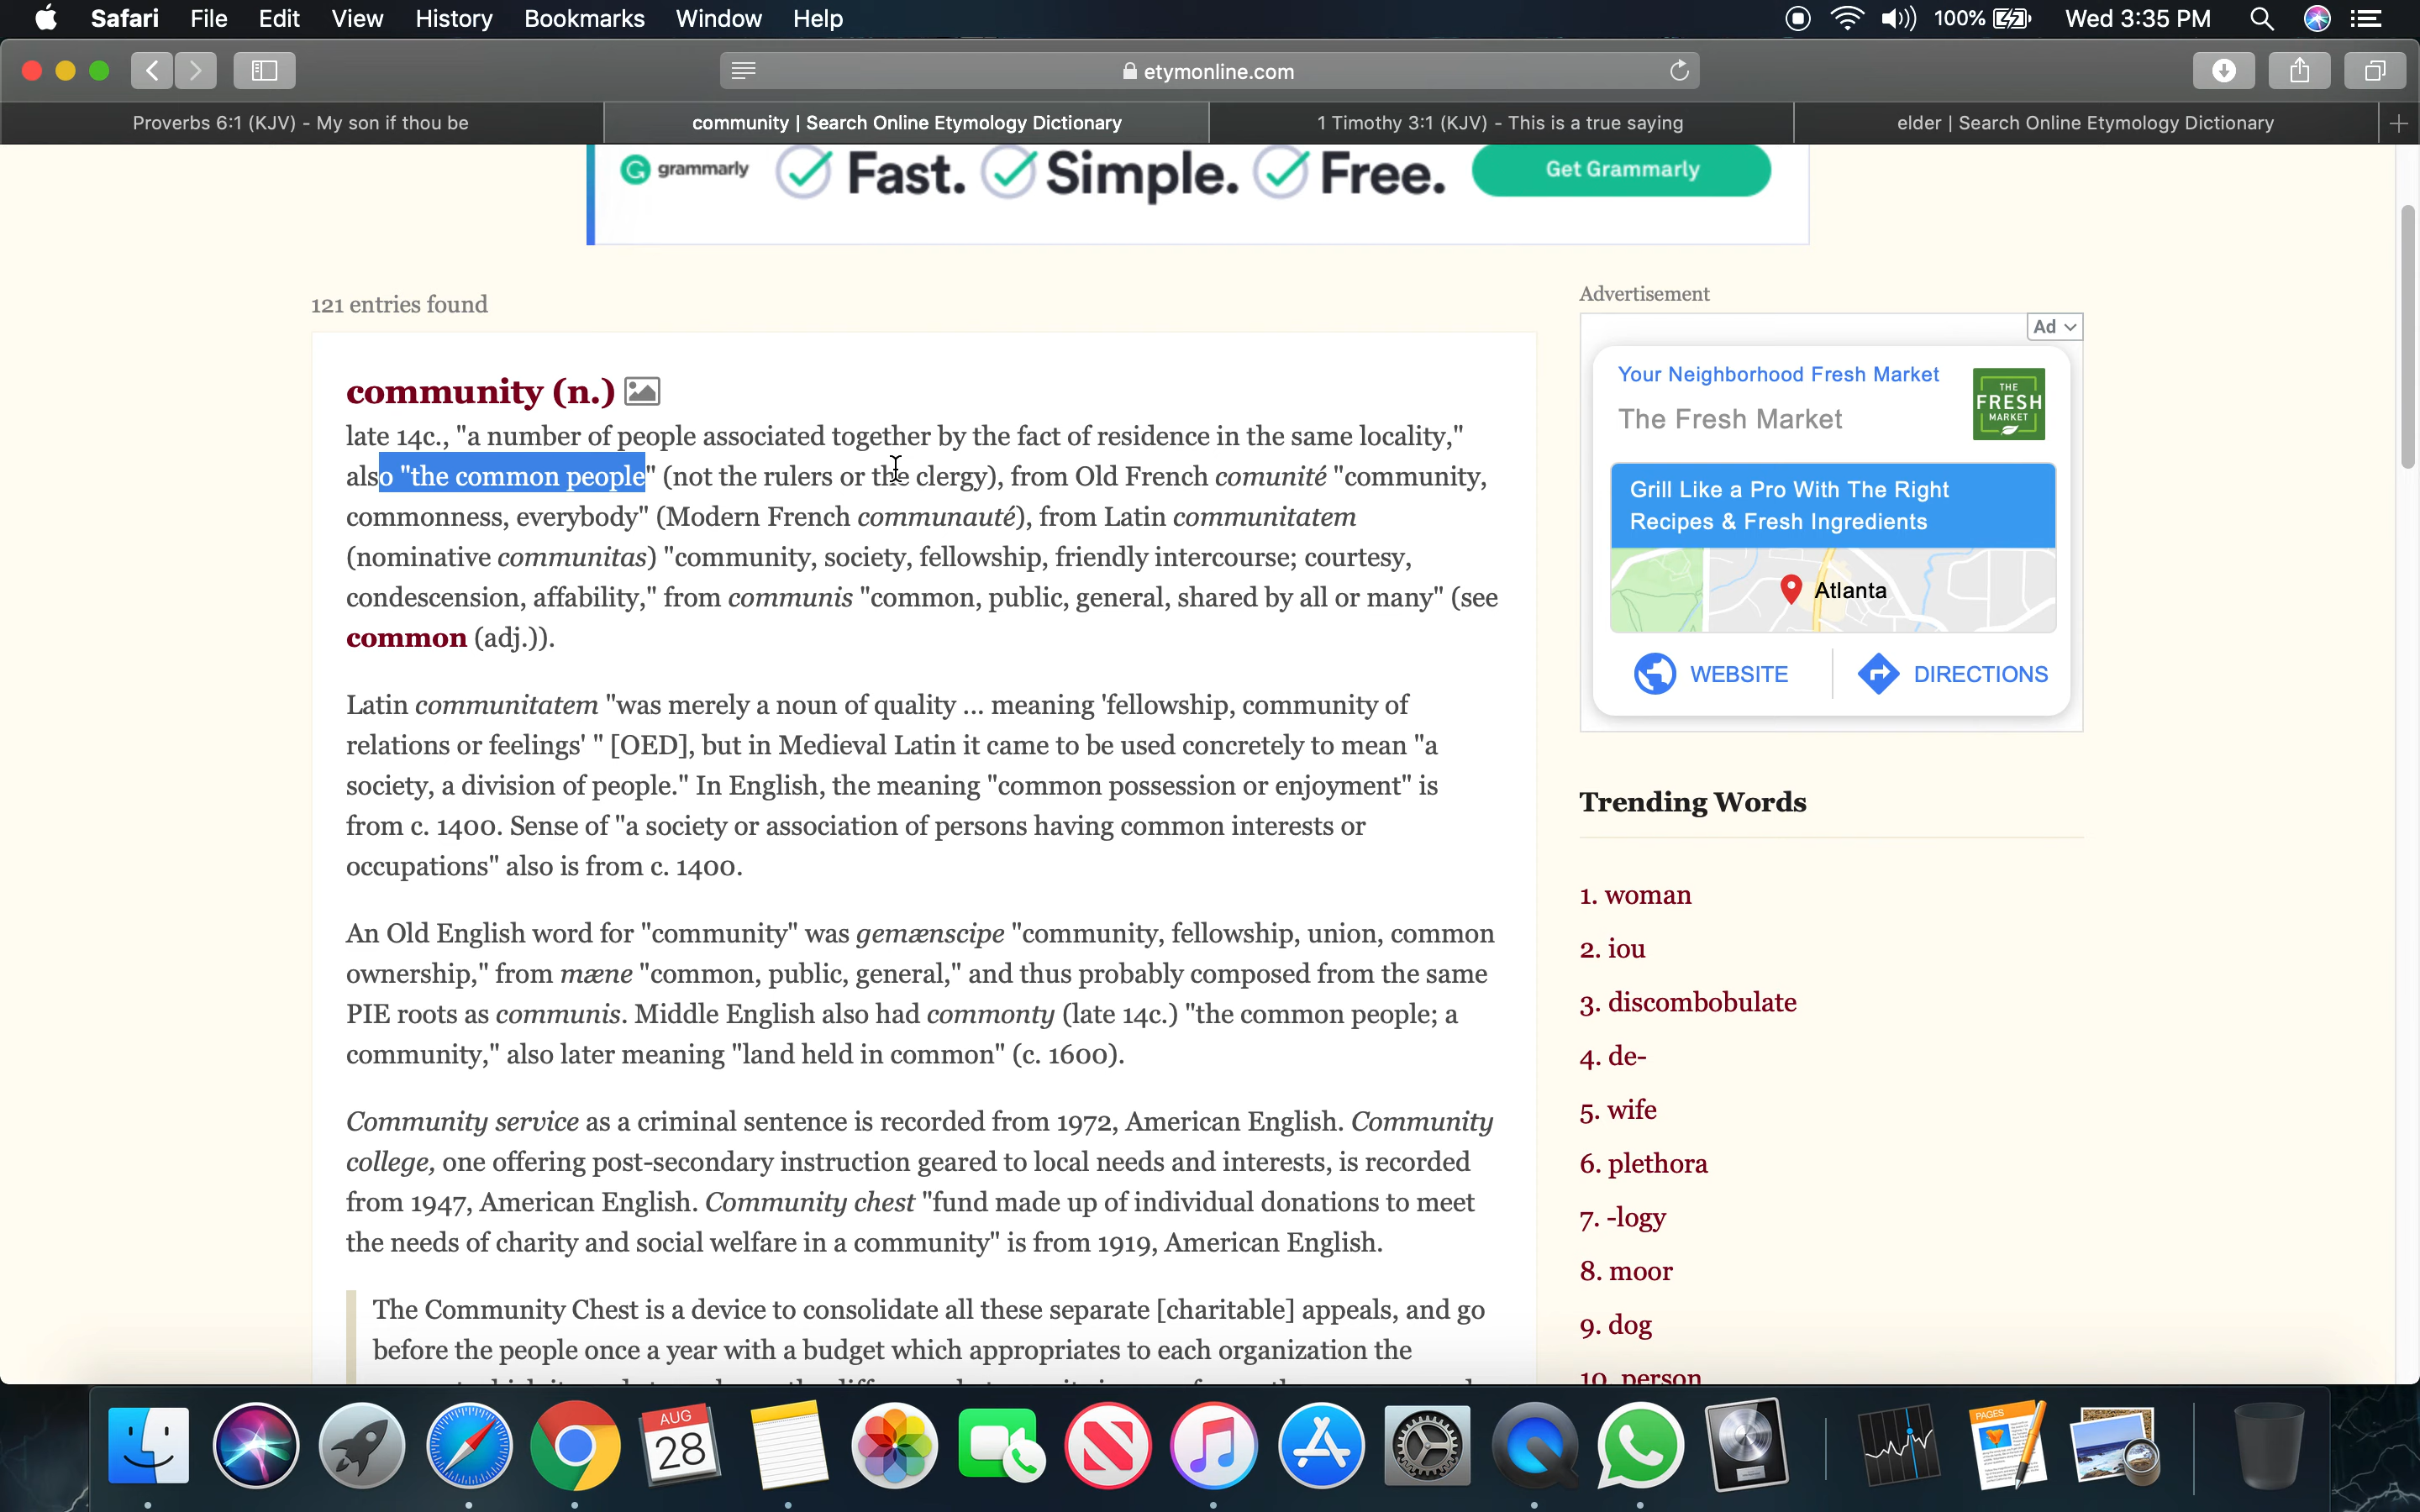 Safari File Edit View History Bookmarks Window Help 100% Wed 3:35 PM
etymonline.com
Proverbs 6:1 (KJV) - My son if thou be
community | Search Online Etymology Dictionary
1 Timothy 3:1 (KJV) - This is a true saying
elder | Search Online Etymology Dictionary
grammarly Fast. Simple. Free. Get Grammarly
121 entries found
community (n.)
late 14c., "a number of people associated together by the fact of residence in the same locality,"
also "the common people" (not the rulers or the clergy), from Old French comunité "community,
commonness, everybody" (Modern French communauté), from Latin communitatem
(nominative communitas) "community, society, fellowship, friendly intercourse; courtesy,
condescension, affability," from communis "common, public, general, shared by all or many" (see
common (adj.)).
Latin communitatem "was merely a noun of quality ... meaning 'fellowship, community of
relations or feelings' " [OED], but in Medieval Latin it came to be used concretely to mean "a
society, a division of people." In English, the meaning "common possession or enjoyment" is
from c. 1400. Sense of "a society or association of persons having common interests or
occupations" also is from c. 1400.
An Old English word for "community" was gemænscipe "community, fellowship, union, common
ownership," from mæne "common, public, general," and thus probably composed from the same
PIE roots as communis. Middle English also had commonty (late 14c.) "the common people; a
community," also later meaning "land held in common" (c. 1600).
Community service as a criminal sentence is recorded from 1972, American English. Community
college, one offering post-secondary instruction geared to local needs and interests, is recorded
from 1947, American English. Community chest "fund made up of individual donations to meet
the needs of charity and social welfare in a community" is from 1919, American English.
The Community Chest is a device to consolidate all these separate [charitable] appeals, and go
before the people once a year with a budget which appropriates to each organization the
Advertisement
Ad
Your Neighborhood Fresh Market
The Fresh Market
THE
FRESH
MARKET
Grill Like a Pro With The Right
Recipes & Fresh Ingredients
Atlanta
WEBSITE DIRECTIONS
Trending Words
1. woman
2. iou
3. discombobulate
4. de-
5. wife
6. plethora
7. -logy
8. moor
9. dog
10. person
AUG
28
PAGES